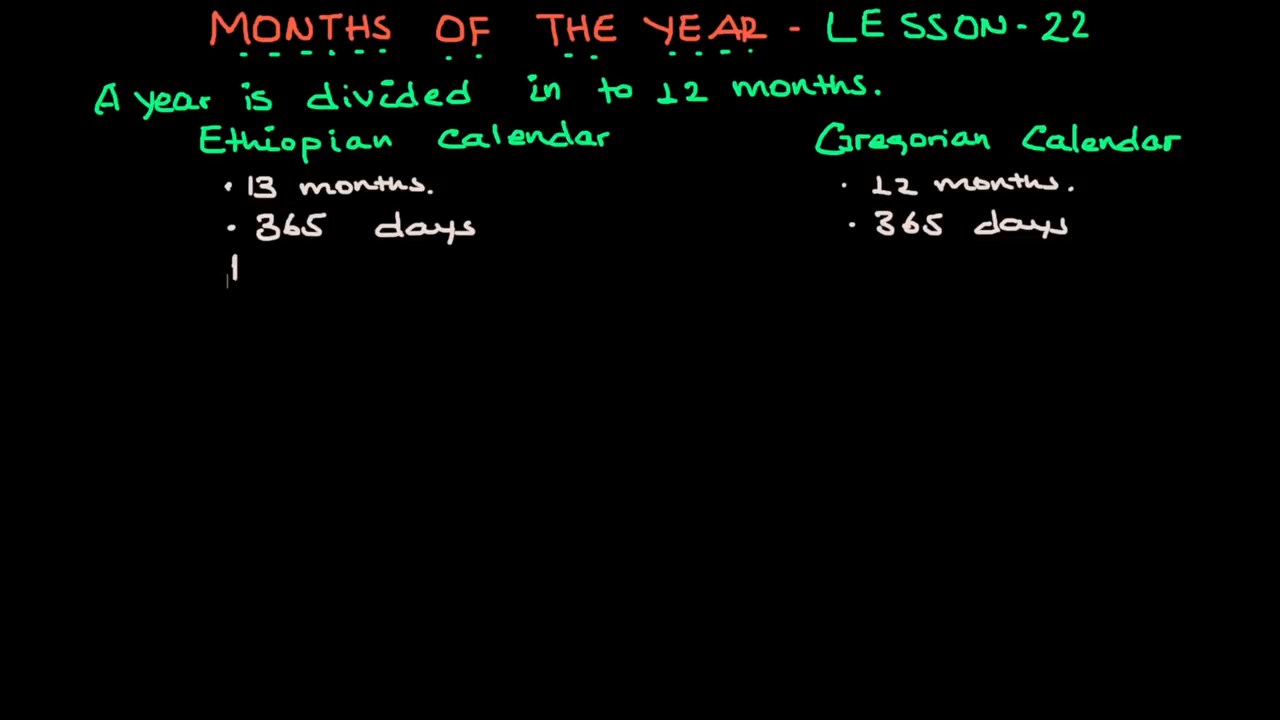 MONTHS OF THE YEAR - LESSON-22
A year is divided in to 12 months.
Ethiopian calendar
• 13 months.
• 365 days
Gregorian Calendar
• 12 months.
• 365 days